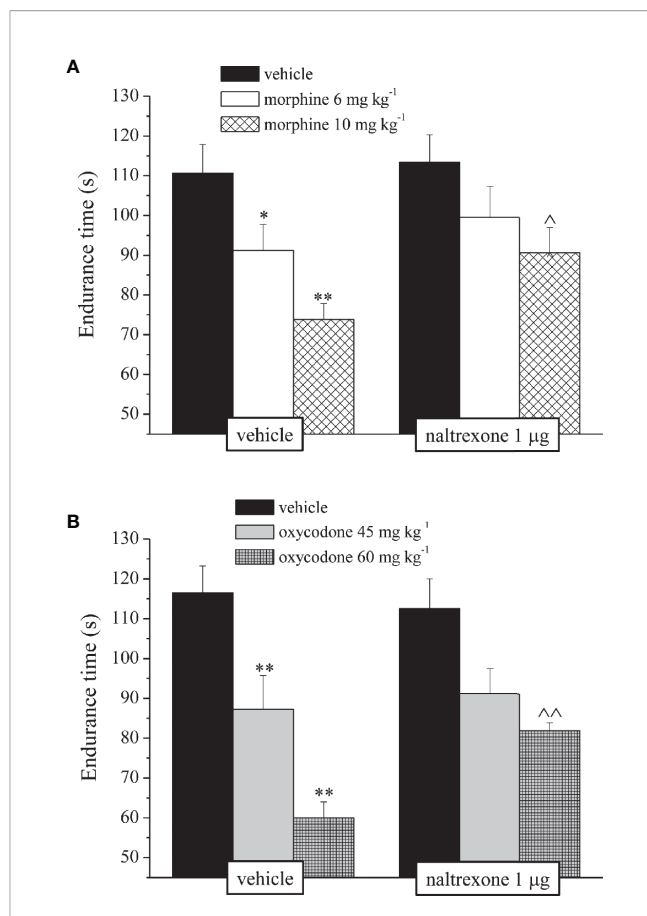 A
vehicle
morphine 6 mg kg-1
morphine 10 mg kg-1
Endurance time (s)
130
120
110
100
90
80
70
60
50
*
**
^
vehicle
naltrexone 1 µg
B
vehicle
oxycodone 45 mg kg-1
oxycodone 60 mg kg-1
Endurance time (s)
130
120
110
100
90
80
70
60
50
**
**
^^
vehicle
naltrexone 1 µg